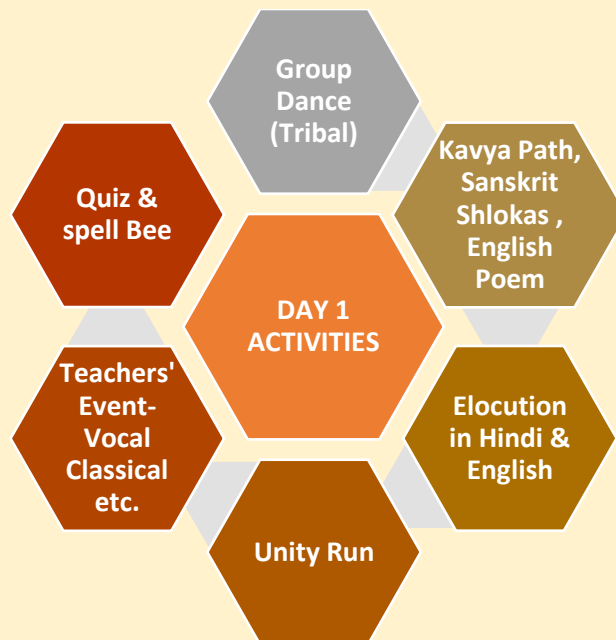 Group
Dance
(Tribal)
Kavya Path,
Sanskrit
Shlokas ,
English
Poem
Elocution
in Hindi &
English
Unity Run
Teachers'
Event-
Vocal
Classical
etc.
Quiz &
spell Bee
DAY 1
ACTIVITIES